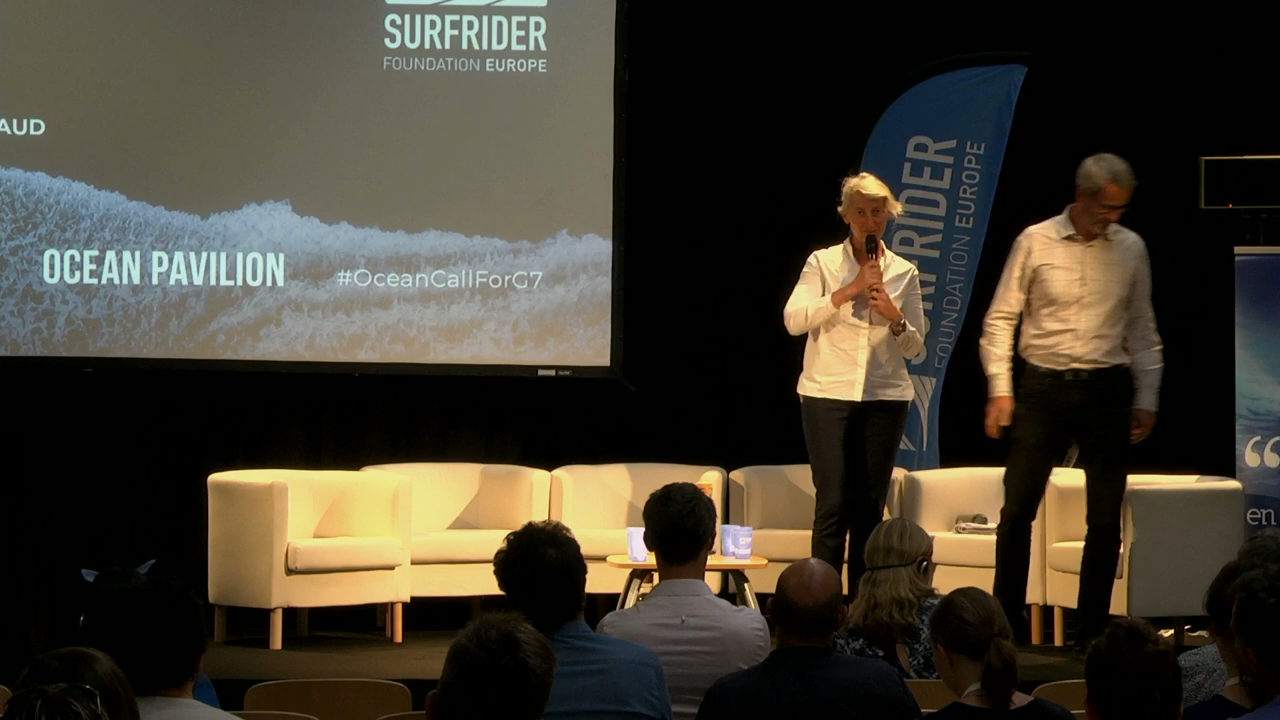 SURFRIDER
FOUNDATION EUROPE
AUD
OCEAN PAVILION
#OceanCallForG7
SURFRIDER
FOUNDATION EUROPE
“
en